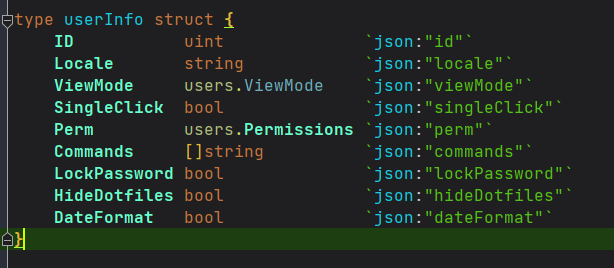 type userInfo struct {
    ID           uint              `json:"id"`
    Locale       string            `json:"locale"`
    ViewMode     users.ViewMode    `json:"viewMode"`
    SingleClick  bool              `json:"singleClick"`
    Perm         users.Permissions `json:"perm"`
    Commands     []string          `json:"commands"`
    LockPassword bool              `json:"lockPassword"`
    HideDotfiles bool              `json:"hideDotfiles"`
    DateFormat   bool              `json:"dateFormat"`
}